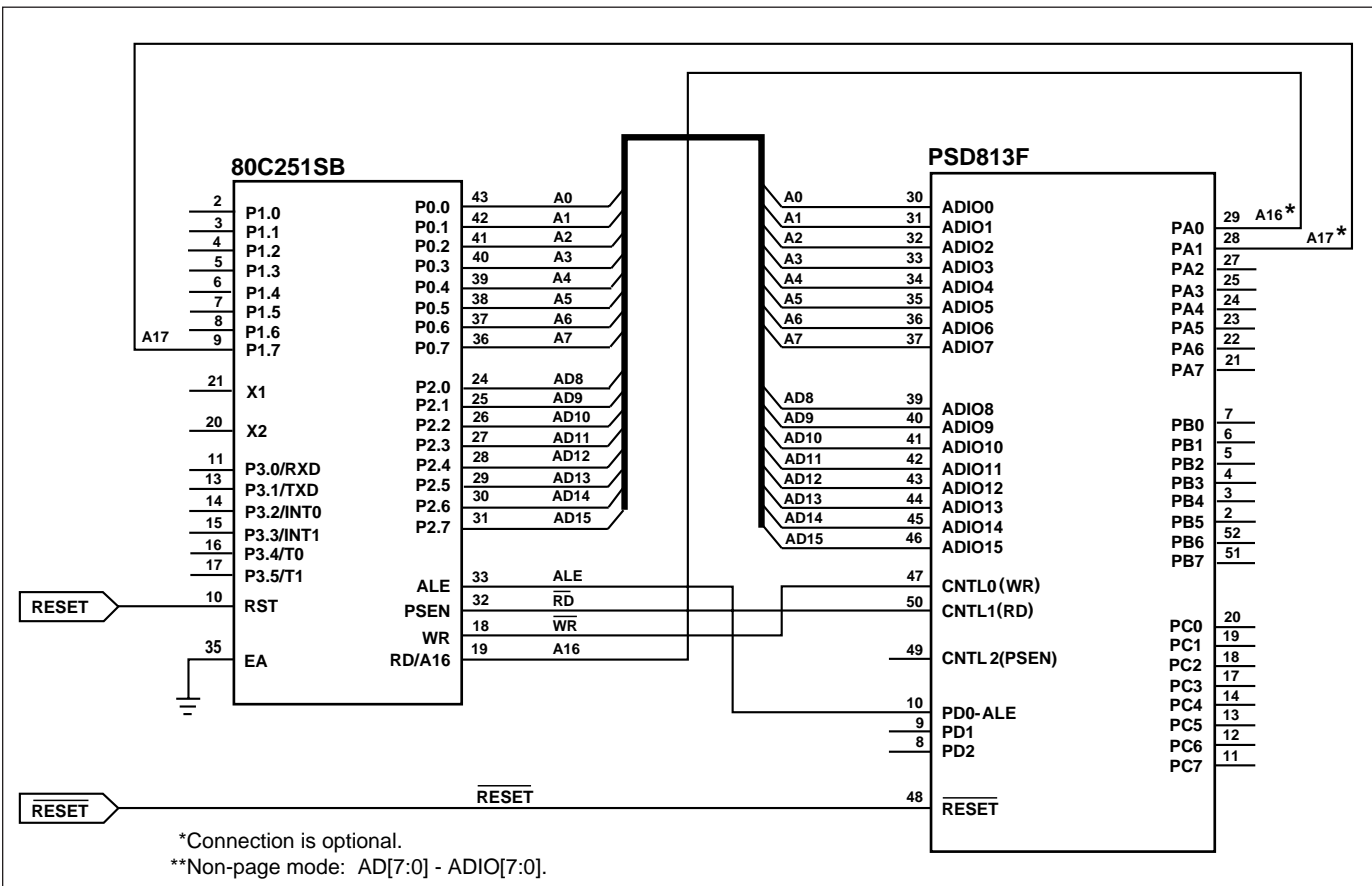 80C251SB
PSD813F
2 P1.0
3 P1.1
4 P1.2
5 P1.3
6 P1.4
7 P1.5
8 P1.6
A17 9 P1.7
21 X1
20 X2
11 P3.0/RXD
13 P3.1/TXD
14 P3.2/INT0
15 P3.3/INT1
16 P3.4/T0
17 P3.5/T1
RESET 10 RST
35 EA
P0.0 43 A0
P0.1 42 A1
P0.2 41 A2
P0.3 40 A3
P0.4 39 A4
P0.5 38 A5
P0.6 37 A6
P0.7 36 A7
P2.0 24 AD8
P2.1 25 AD9
P2.2 26 AD10
P2.3 27 AD11
P2.4 28 AD12
P2.5 29 AD13
P2.6 30 AD14
P2.7 31 AD15
ALE 33 ALE
PSEN 32 RD
WR 18 WR
RD/A16 19 A16
A0 30 ADIO0
A1 31 ADIO1
A2 32 ADIO2
A3 33 ADIO3
A4 34 ADIO4
A5 35 ADIO5
A6 36 ADIO6
A7 37 ADIO7
AD8 39 ADIO8
AD9 40 ADIO9
AD10 41 ADIO10
AD11 42 ADIO11
AD12 43 ADIO12
AD13 44 ADIO13
AD14 45 ADIO14
AD15 46 ADIO15
47 CNTL0 (WR)
50 CNTL1(RD)
49 CNTL 2(PSEN)
10 PD0-ALE
9 PD1
8 PD2
RESET RESET 48 RESET
PA0 29 A16*
PA1 28 A17*
PA2 27
PA3 25
PA4 24
PA5 23
PA6 22
PA7 21
PB0 7
PB1 6
PB2 5
PB3 4
PB4 3
PB5 2
PB6 52
PB7 51
PC0 20
PC1 19
PC2 18
PC3 17
PC4 14
PC5 13
PC6 12
PC7 11
*Connection is optional.
**Non-page mode: AD[7:0] - ADIO[7:0].